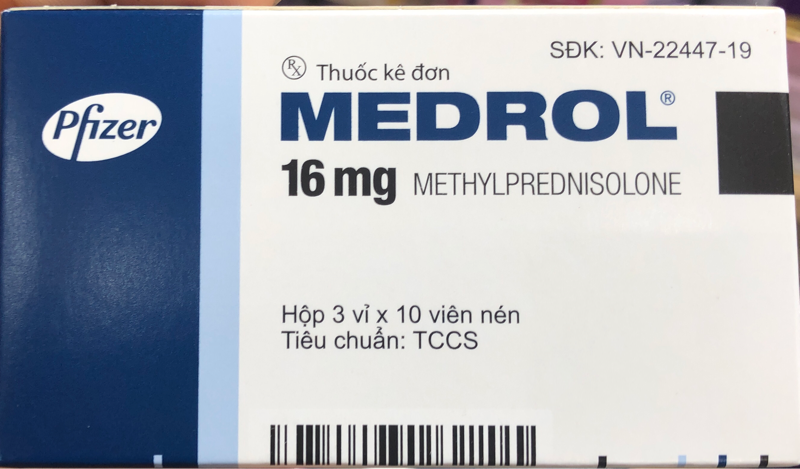 SĐK: VN-22447-19
Rx Thuốc kê đơn
Pfizer
MEDROL®
16 mg METHYLPREDNISOLONE
Hộp 3 vỉ x 10 viên nén
Tiêu chuẩn: TCCS